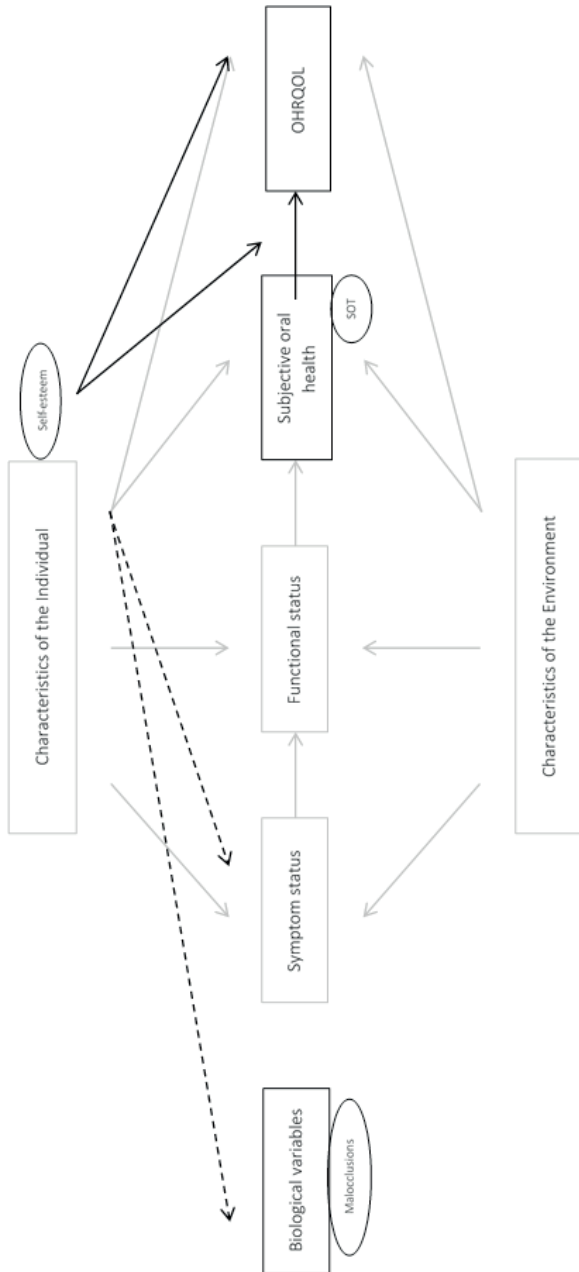 Characteristics of the Individual
Self-esteem
Biological variables
Malocclusions
Symptom status
Functional status
Subjective oral
health
SOT
OHRQOL
Characteristics of the Environment